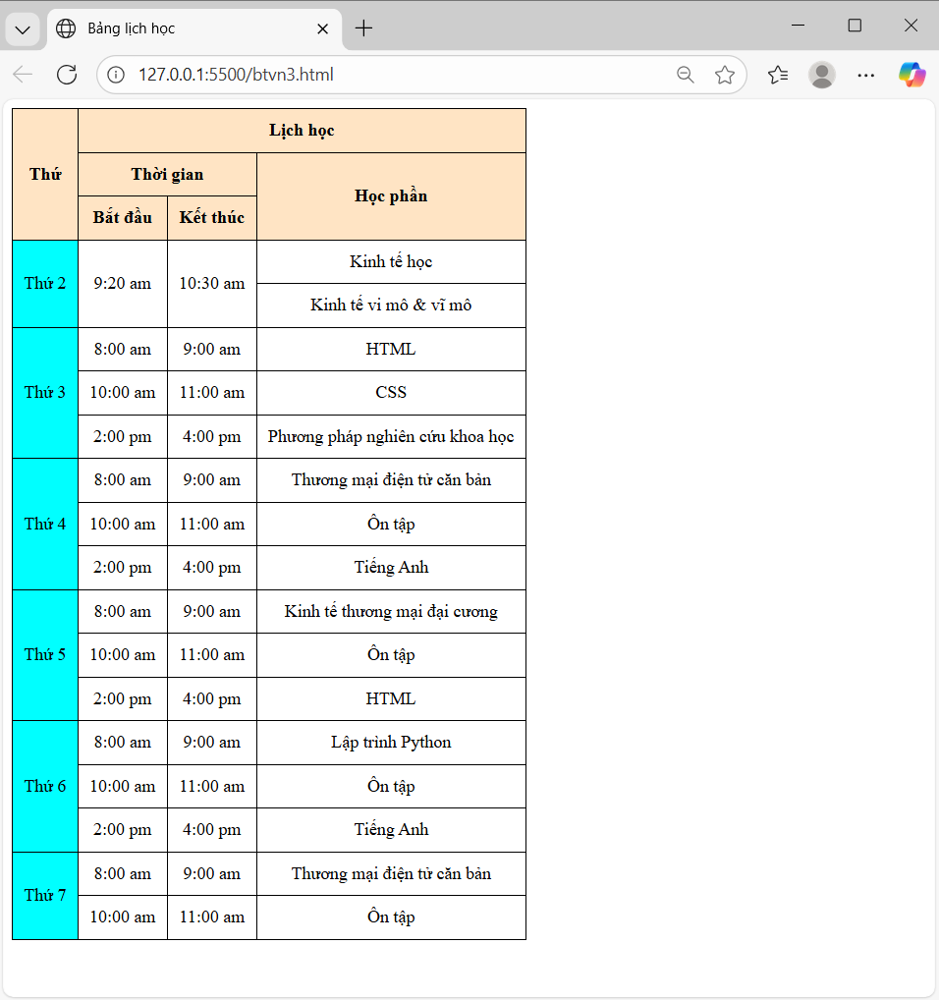 Bảng lịch học
127.0.0.1:5500/btvn3.html
Thứ
Lịch học
Thời gian
Học phần
Bắt đầu Kết thúc
Thứ 2 9:20 am 10:30 am Kinh tế học
Kinh tế vi mô & vĩ mô
Thứ 3 8:00 am 9:00 am HTML
10:00 am 11:00 am CSS
2:00 pm 4:00 pm Phương pháp nghiên cứu khoa học
Thứ 4 8:00 am 9:00 am Thương mại điện tử căn bản
10:00 am 11:00 am Ôn tập
2:00 pm 4:00 pm Tiếng Anh
Thứ 5 8:00 am 9:00 am Kinh tế thương mại đại cương
10:00 am 11:00 am Ôn tập
2:00 pm 4:00 pm HTML
Thứ 6 8:00 am 9:00 am Lập trình Python
10:00 am 11:00 am Ôn tập
2:00 pm 4:00 pm Tiếng Anh
Thứ 7 8:00 am 9:00 am Thương mại điện tử căn bản
10:00 am 11:00 am Ôn tập